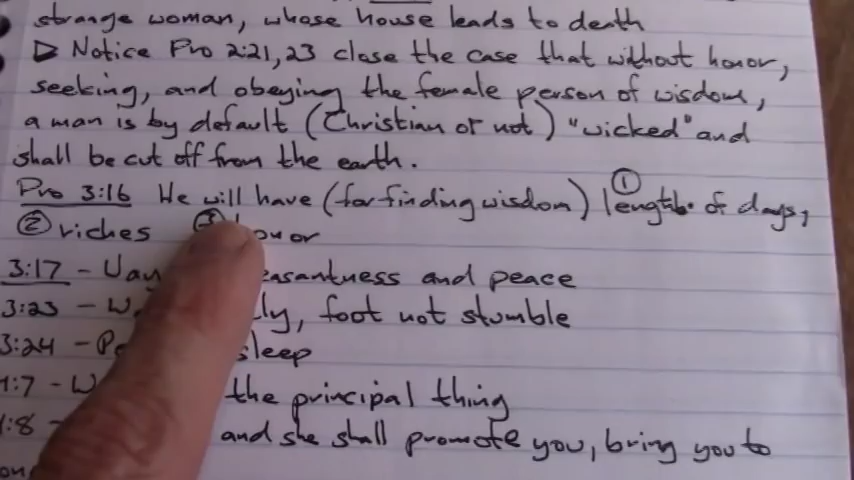 strange woman, whose house leads to death
▷ Notice Pro 2:21,23 close the case that without honor,
seeking, and obeying the female person of wisdom,
a man is by default (Christian or not) "wicked" and
shall be cut off from the earth.
Pro 3:16 He will have (for finding wisdom) ① length of days,
② riches
3:17 - and peace
3:23 - foot not stumble
3:24 - sleep
:7 - the principal thing
:8 - and she shall promote you, bring you to